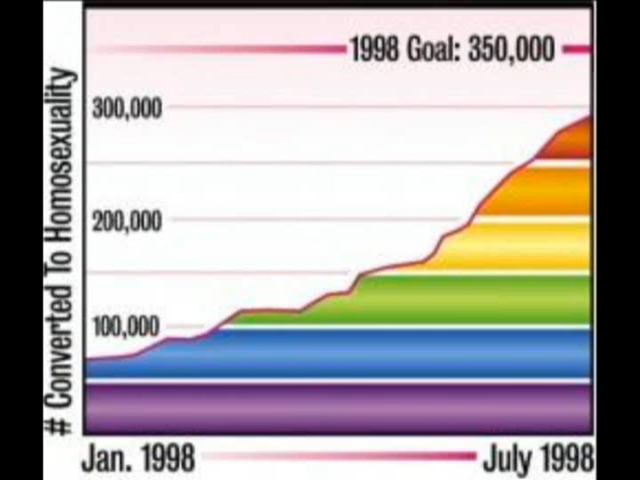 1998 Goal: 350,000
300,000
200,000
100,000
# Converted To Homosexuality
Jan. 1998
July 1998